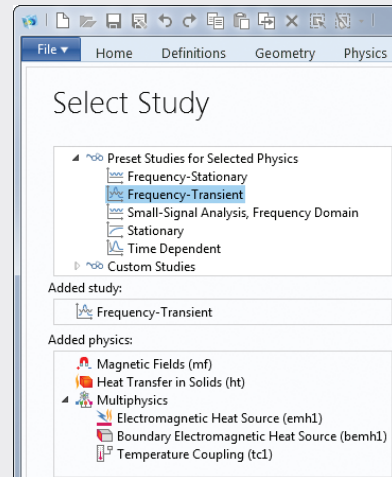 File Home Definitions Geometry Physics
Select Study
Preset Studies for Selected Physics
Frequency-Stationary
Frequency-Transient
Small-Signal Analysis, Frequency Domain
Stationary
Time Dependent
Custom Studies
Added study:
Frequency-Transient
Added physics:
Magnetic Fields (mf)
Heat Transfer in Solids (ht)
Multiphysics
Electromagnetic Heat Source (emh1)
Boundary Electromagnetic Heat Source (bemh1)
Temperature Coupling (tc1)